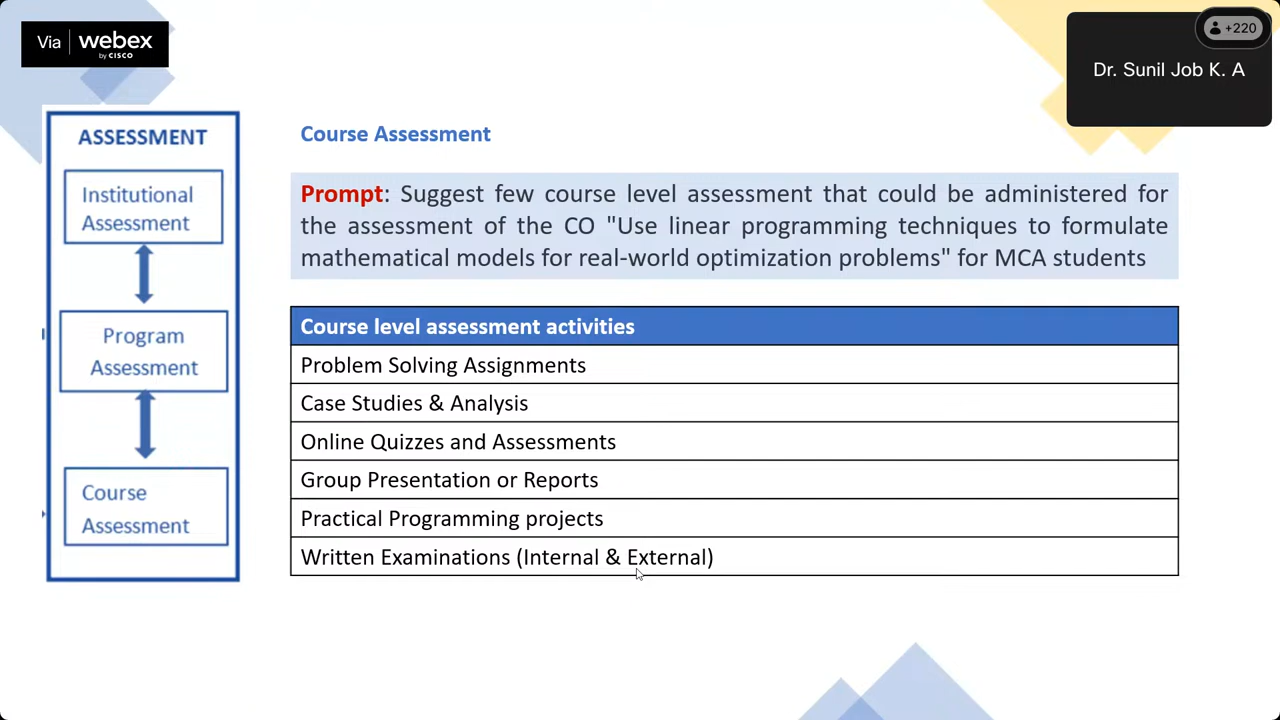 Via webex
by CISCO
+220
Dr. Sunil Job K. A
ASSESSMENT
Institutional
Assessment
Program
Assessment
Course
Assessment
Course Assessment
Prompt: Suggest few course level assessment that could be administered for
the assessment of the CO "Use linear programming techniques to formulate
mathematical models for real-world optimization problems" for MCA students
Course level assessment activities
Problem Solving Assignments
Case Studies & Analysis
Online Quizzes and Assessments
Group Presentation or Reports
Practical Programming projects
Written Examinations (Internal & External)